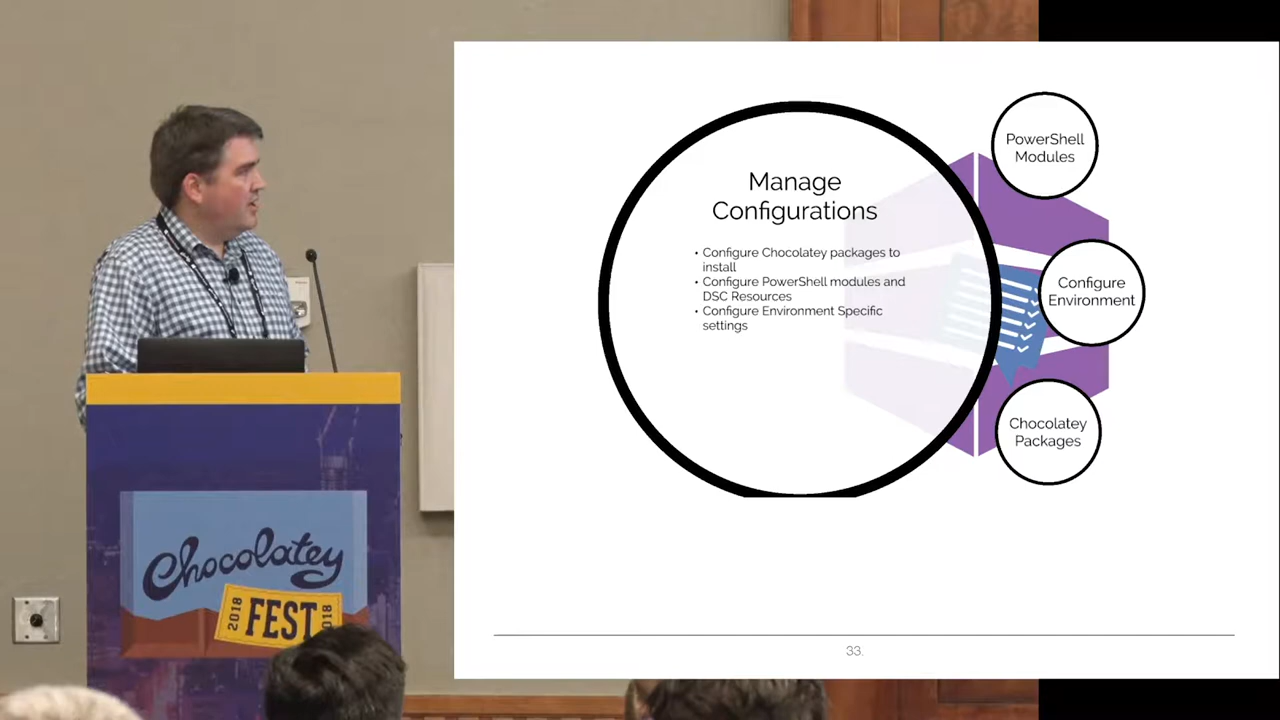 Manage
Configurations
• Configure Chocolatey packages to
install
• Configure PowerShell modules and
DSC Resources
• Configure Environment Specific
settings
PowerShell
Modules
Configure
Environment
Chocolatey
Packages
33.
Chocolatey
2018 FEST 018